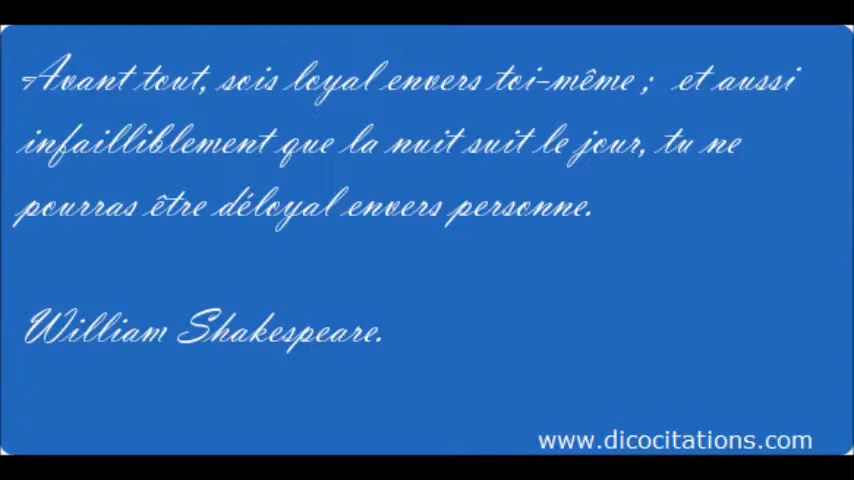 Avant tout, sois loyal envers toi-même ; et aussi
infailliblement que la nuit suit le jour, tu ne
pourras être déloyal envers personne.
William Shakespeare.
www.dicocitations.com